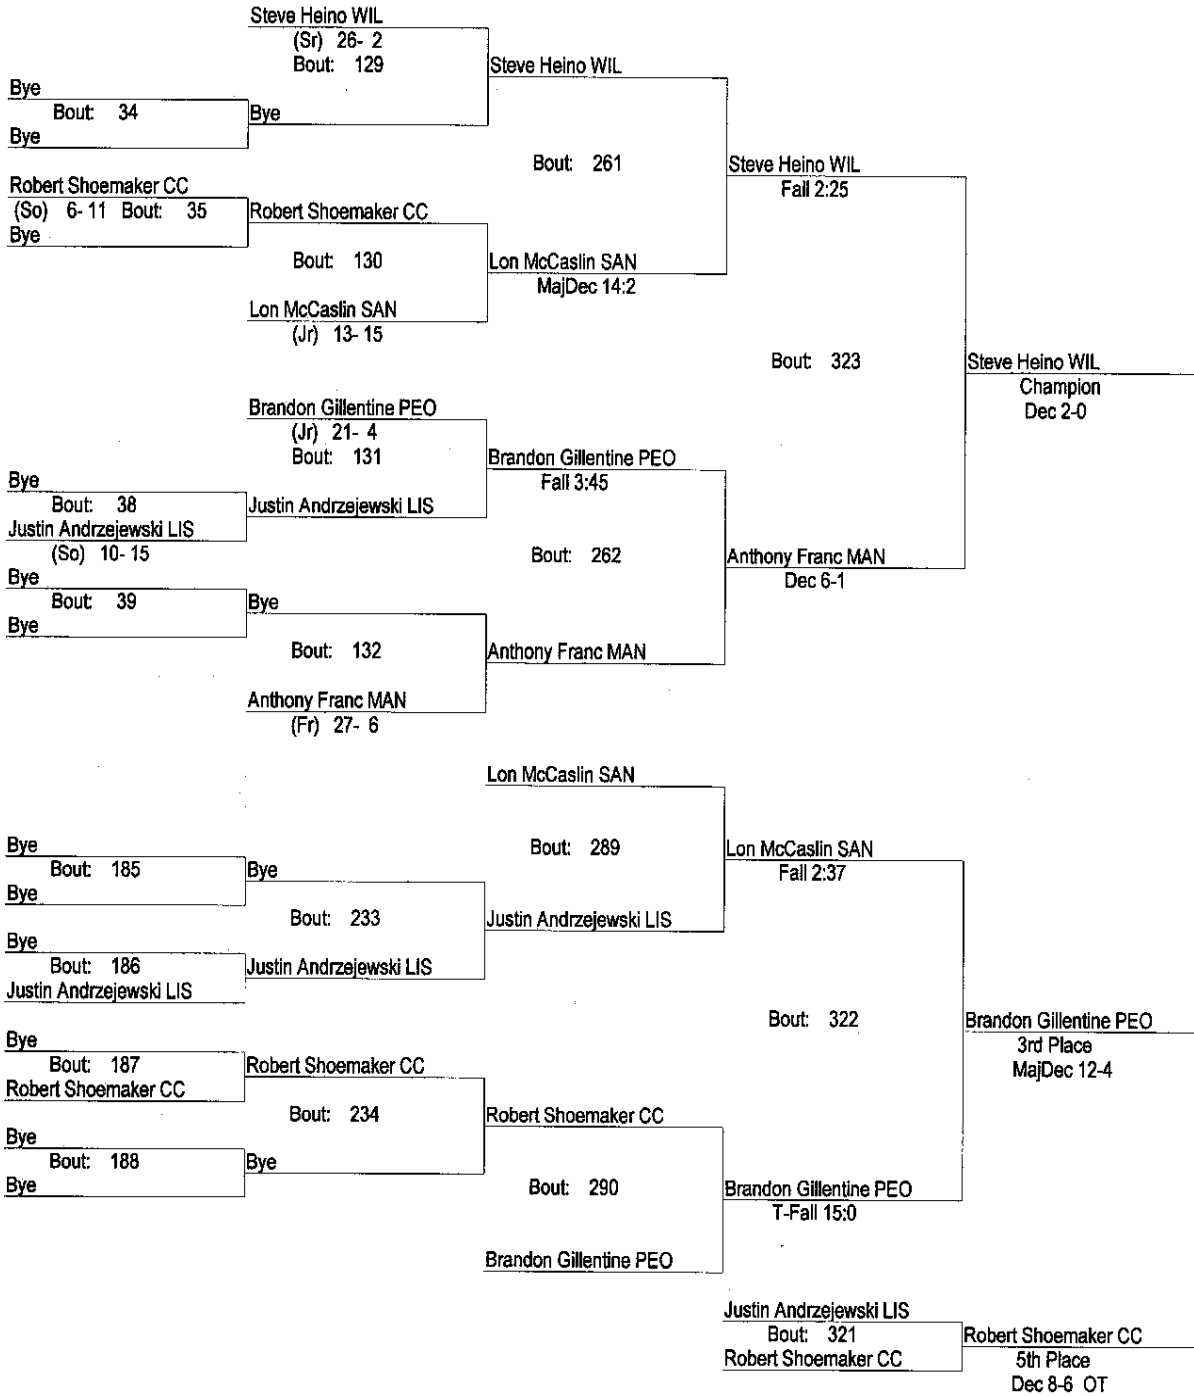 Steve Heino WIL
(Sr) 26- 2
Bout: 129
Steve Heino WIL
Bye
Bout: 34
Bye
Bye
Bout: 261
Steve Heino WIL
Fall 2:25
Robert Shoemaker CC
(So) 6- 11 Bout: 35
Robert Shoemaker CC
Bye
Bout: 130
Lon McCaslin SAN
MajDec 14:2
Lon McCaslin SAN
(Jr) 13- 15
Bout: 323
Steve Heino WIL
Champion
Dec 2-0
Brandon Gillentine PEO
(Jr) 21- 4
Bout: 131
Brandon Gillentine PEO
Fall 3:45
Bye
Bout: 38
Justin Andrzejewski LIS
Justin Andrzejewski LIS
(So) 10- 15
Bout: 262
Anthony Franc MAN
Dec 6-1
Bye
Bout: 39
Bye
Bye
Bout: 132
Anthony Franc MAN
Anthony Franc MAN
(Fr) 27- 6
Lon McCaslin SAN
Bout: 289
Lon McCaslin SAN
Fall 2:37
Bye
Bout: 185
Bye
Bye
Bout: 233
Justin Andrzejewski LIS
Bye
Bout: 186
Justin Andrzejewski LIS
Justin Andrzejewski LIS
Bout: 322
Brandon Gillentine PEO
3rd Place
MajDec 12-4
Bye
Bout: 187
Robert Shoemaker CC
Robert Shoemaker CC
Bout: 234
Robert Shoemaker CC
Bye
Bout: 188
Bye
Bye
Bout: 290
Brandon Gillentine PEO
T-Fall 15:0
Brandon Gillentine PEO
Justin Andrzejewski LIS
Bout: 321
Robert Shoemaker CC
Robert Shoemaker CC
5th Place
Dec 8-6 OT